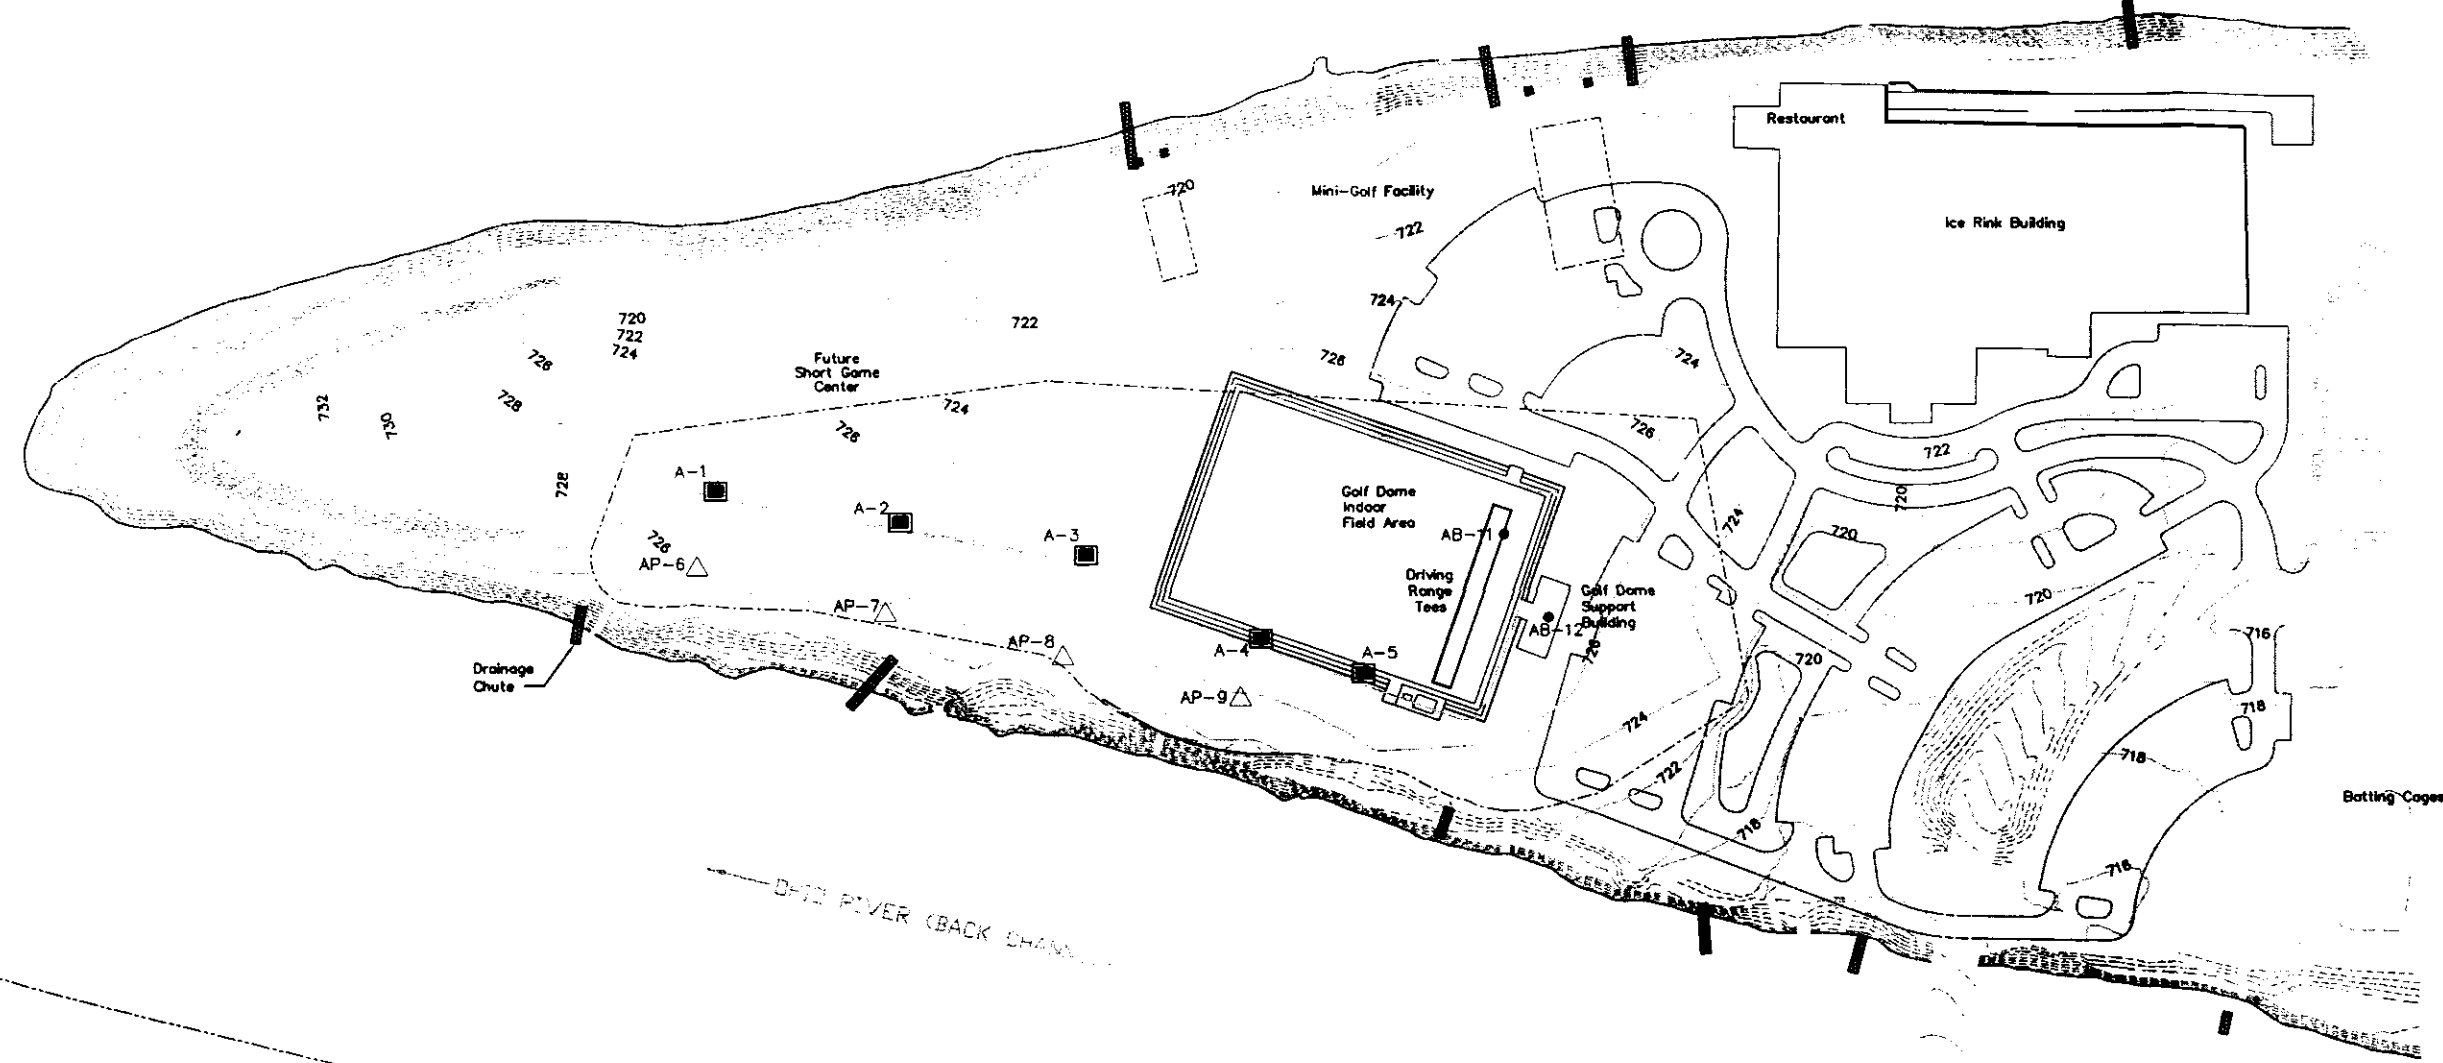 Restaurant
720
Mini-Golf Facility
722
Ice Rink Building
724
720
722
724
722
726
728
728
Future
Short Game
Center
724
732
730
728
724
726
726
722
A-1
A-2
A-3
728
Golf Dome
Indoor
Field Area
AB-11
724
720
720
AP-6
Driving
Range
Tees
Golf Dome
Support
Building
AB-12
720
AP-7
AP-8
A-4
A-5
726
720
716
Drainage
Chute
AP-9
724
718
722
718
Batting Cages
718
716
RIVER (BACK